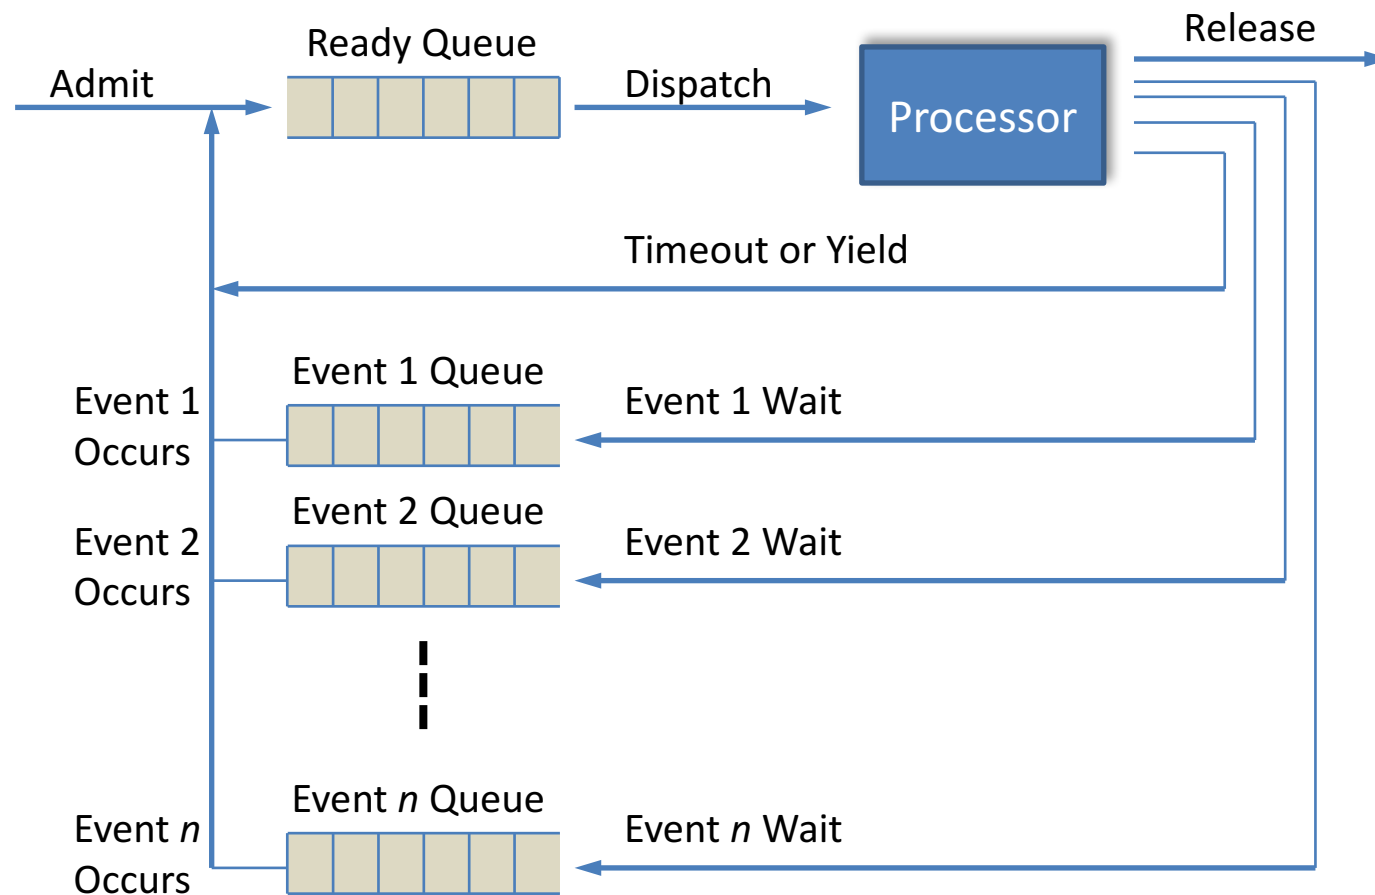 Ready Queue
Release
Admit
Dispatch
Processor
Timeout or Yield
Event 1 Queue
Event 1
Occurs
Event 1 Wait
Event 2 Queue
Event 2
Occurs
Event 2 Wait
Event n Queue
Event n
Occurs
Event n Wait